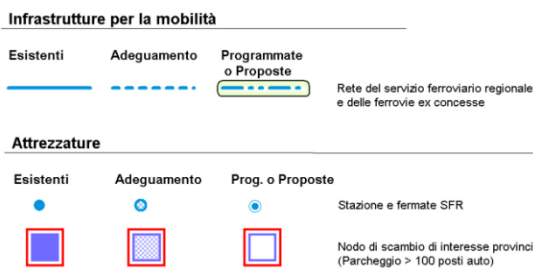 Infrastrutture per la mobilità
Esistenti Adeguamento Programmate
o Proposte
Rete del servizio ferroviario regionale
e delle ferrovie ex concesse
Attrezzature
Esistenti Adeguamento Prog. o Proposte
Stazione e fermate SFR
Nodo di scambio di interesse provinci
(Parcheggio > 100 posti auto)